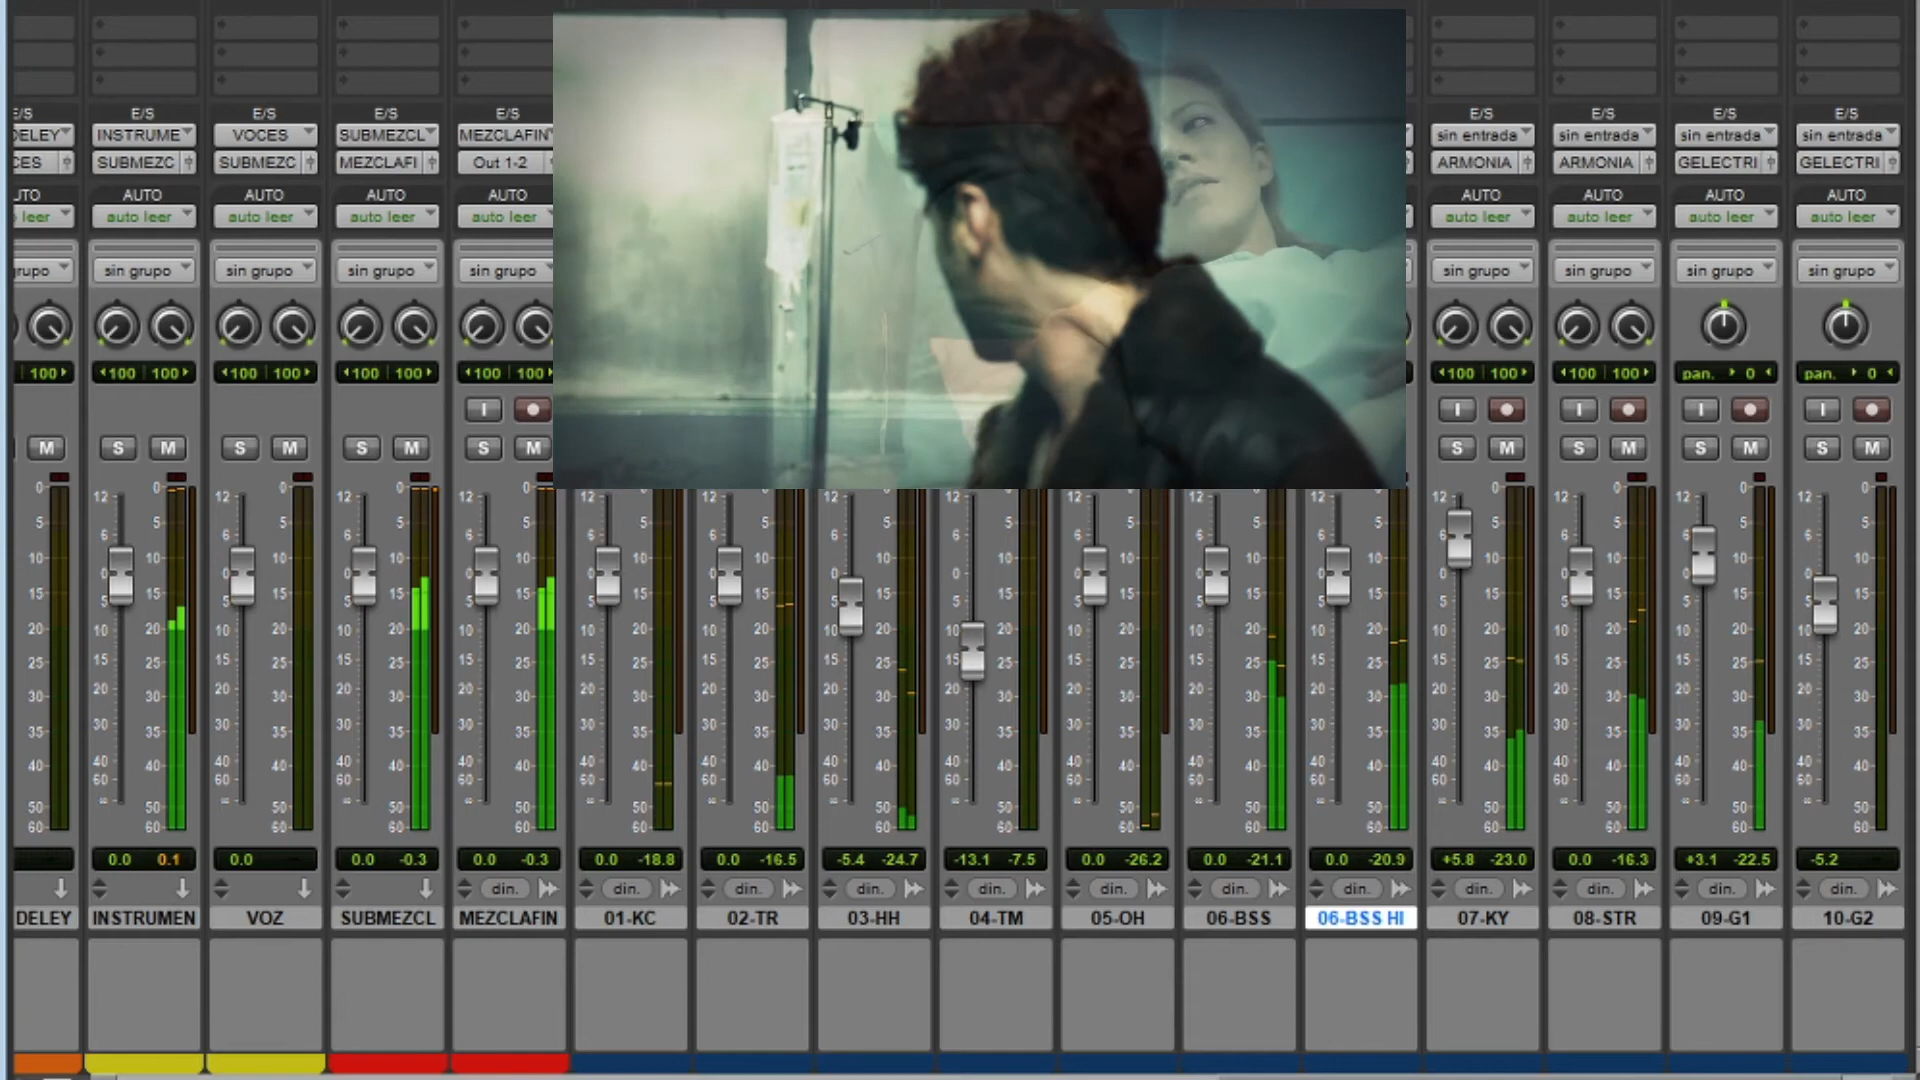 E/S E/S E/S E/S E/S E/S E/S E/S E/S
DELEY INSTRUME VOCES SUBMEZCL MEZCLAFIN sin entrada sin entrada sin entrada sin entrada
CES SUBMEZC SUBMEZC MEZCLAFI Out 1-2 ARMONIA ARMONIA GELECTRI GELECTRI
UTO AUTO AUTO AUTO AUTO AUTO AUTO AUTO AUTO
leer auto leer auto leer auto leer auto leer auto leer auto leer auto leer auto leer
rupo sin grupo sin grupo sin grupo sin grupo sin grupo sin grupo sin grupo sin grupo
100 100 100 100 100 100 100 100 100 100 100 100 100 pan. 0 pan. 0
I I I I I
M S M S M S M S M S M S M S M S M
0.0 0.1 0.0 0.0 -0.3 0.0 -0.3 0.0 -18.8 0.0 -16.5 -5.4 -24.7 -13.1 -7.5 0.0 -26.2 0.0 -21.1 0.0 -20.9 +5.8 -23.0 0.0 -16.3 +3.1 -22.5 -5.2
din. din. din. din. din. din. din. din. din. din. din. din.
DELEY INSTRUMEN VOZ SUBMEZCL MEZCLAFIN 01-KC 02-TR 03-HH 04-TM 05-OH 06-BSS 06-BSS HI 07-KY 08-STR 09-G1 10-G2